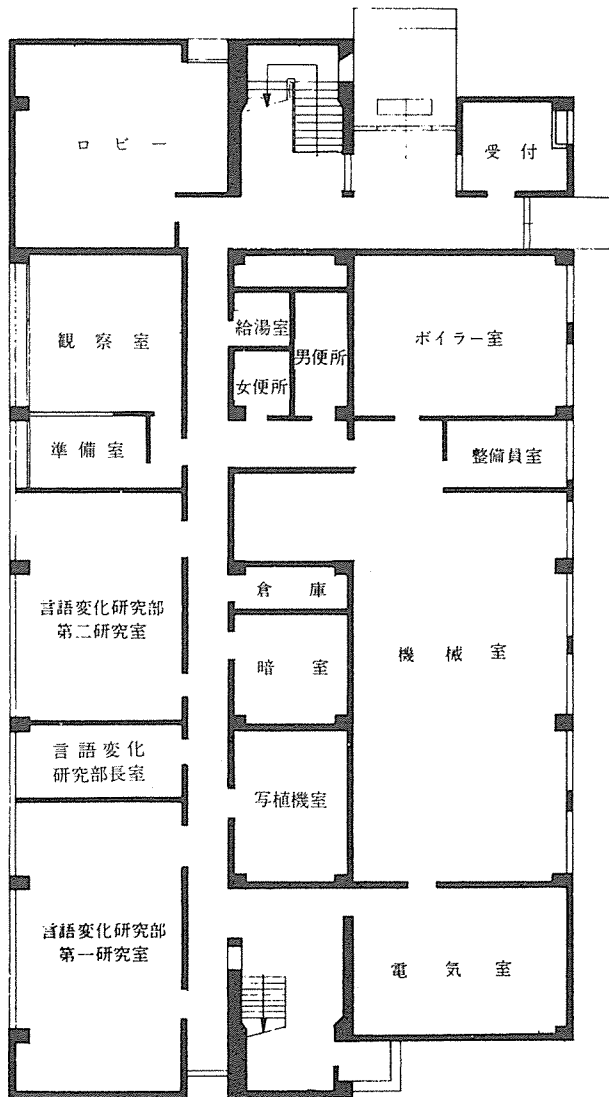 ロビー
受付
観察室
給湯室
男便所
女便所
ボイラー室
準備室
整備員室
倉庫
言語変化研究部
第二研究室
暗室
機械室
言語変化
研究部長室
写植機室
言語変化研究部
第一研究室
電気室